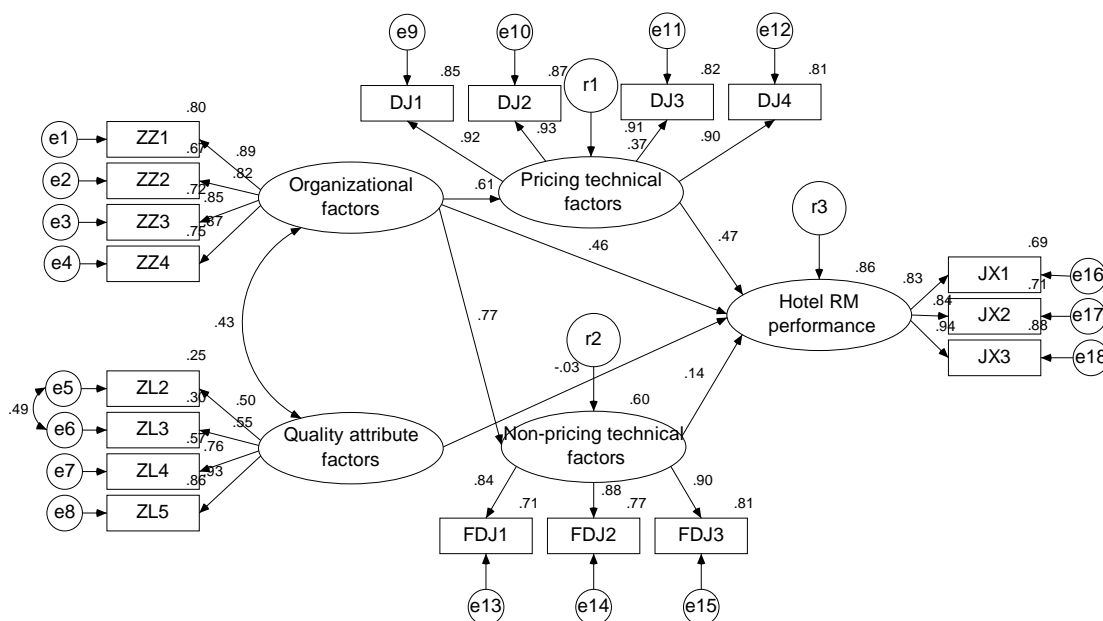 e9
e10
e11
e12
.85
.87
.82
.81
r1
DJ1
DJ2
DJ3
DJ4
.80
e1
ZZ1
.92
.93
.91
.37
.90
.67
.89
e2
ZZ2
.82
.72
.85
e3
ZZ3
.87
.75
e4
ZZ4
Organizational
factors
.61
Pricing technical
factors
r3
.46
.47
.69
.86
.83
JX1
e16
.71
Hotel RM
performance
.84
JX2
e17
.88
.94
JX3
e18
.43
.77
r2
-.03
.14
.25
e5
ZL2
.49
.30
.50
e6
ZL3
.55
.57
.76
e7
ZL4
.93
.86
e8
ZL5
Quality attribute
factors
.60
Non-pricing technical
factors
.84
.88
.90
.71
.77
.81
FDJ1
FDJ2
FDJ3
e13
e14
e15